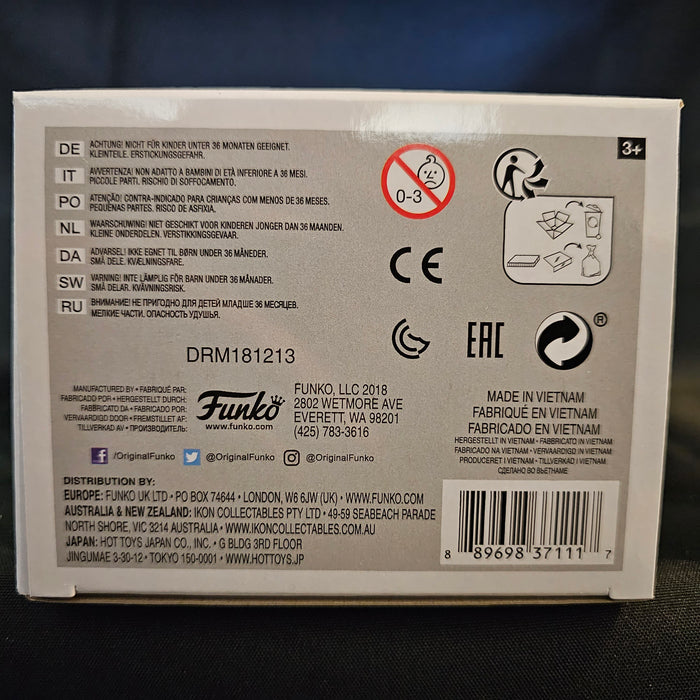 DE ACHTUNG! NICHT FÜR KINDER UNTER 36 MONATEN GEEIGNET.
KLEINTEILE. ERSTICKUNGSGEFAHR.
IT AVVERTENZA! NON ADATTO A BAMBINI DI ETÀ INFERIORE A 36 MESI.
PICCOLE PARTI. RISCHIO DI SOFFOCAMENTO.
PO ATENÇÃO! CONTRA-INDICADO PARA CRIANÇAS COM MENOS DE 36 MESES.
PEQUENAS PARTES. RISCO DE ASFIXIA.
NL WAARSCHUWING! NIET GESCHIKT VOOR KINDEREN JONGER DAN 36 MAANDEN.
KLEINE ONDERDELEN. VERSTIKKINGSGEVAAR.
DA ADVARSEL! IKKE EGNET TIL BØRN UNDER 36 MÅNEDER.
SMÅ DELE. KVÆLNINGSFARE.
SW VARNING! INTE LÄMPLIG FÖR BARN UNDER 36 MÅNADER.
SMÅ DELAR. KVÄVNINGSRISK.
RU ВНИМАНИЕ! НЕ ПРИГОДНО ДЛЯ ДЕТЕЙ МЛАДШЕ 36 МЕСЯЦЕВ.
МЕЛКИЕ ЧАСТИ. ОПАСНОСТЬ УДУШЬЯ.
0-3
3+
CE
EAC
®
DRM181213
MANUFACTURED BY • FABRIQUÉ PAR:
FABRICADO POR • HERGESTELLT DURCH:
FABBRICATO DA • FABRICADO POR:
VERVAARDIGD DOOR • FREMSTILLET AF:
TILLVERKAD AV • ПРОИЗВОДИТЕЛЬ:
Funko
www.funko.com
FUNKO, LLC 2018
2802 WETMORE AVE
EVERETT, WA 98201
(425) 783-3616
MADE IN VIETNAM
FABRIQUÉ EN VIETNAM
FABRICADO EN VIETNAM
HERGESTELLT IN VIETNAM • FABBRICATO IN VIETNAM
FABRICADO NA VIETNAM • VERVAARDIGD IN VIETNAM
PRODUCERET I VIETNAM • TILLVERKAD I VIETNAM
СДЕЛАНО ВО ВЬЕТНАМЕ
f /OriginalFunko @OriginalFunko @OriginalFunko
DISTRIBUTION BY:
EUROPE: FUNKO UK LTD • PO BOX 74644 • LONDON, W6 6JW (UK) • WWW.FUNKO.COM
AUSTRALIA & NEW ZEALAND: IKON COLLECTABLES PTY LTD • 49-59 SEABEACH PARADE
NORTH SHORE, VIC 3214 AUSTRALIA • WWW.IKONCOLLECTABLES.COM.AU
JAPAN: HOT TOYS JAPAN CO., INC. • G BLDG 3RD FLOOR
JINGUMAE 3-30-12 • TOKYO 150-0001 • WWW.HOTTOYS.JP
8 89698 37111 7